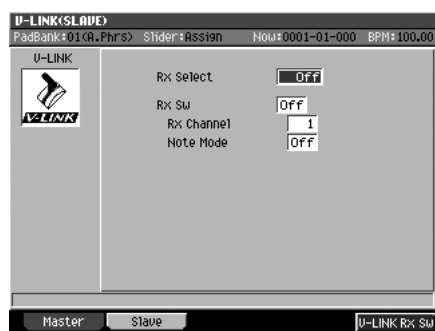 V-LINK(SLAVE)
PadBank:01(A.Phrs) Slider:Assign Now:0001-01-000 BPM:100.00
V-LINK
V-LINK
Rx Select Off
Rx Sw Off
Rx Channel 1
Note Mode Off
Master Slave V-LINK Rx Sw